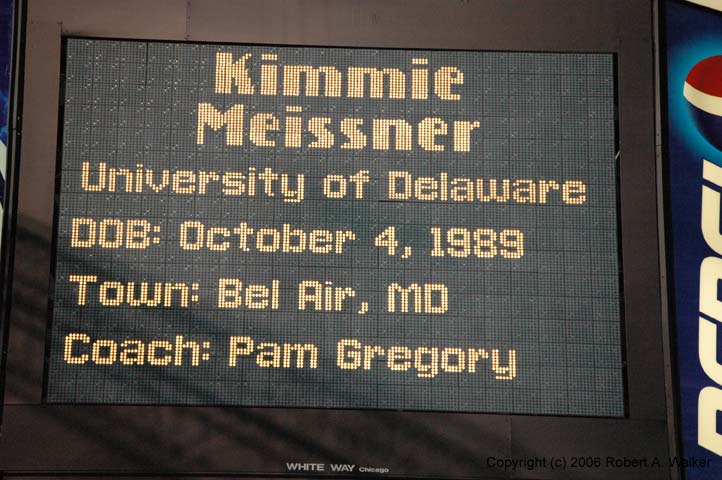 Kimmie
Meissner
University of Delaware
DOB: October 4, 1989
Town: Bel Air, MD
Coach: Pam Gregory
PEPSI
WHITE WAY Chicago
Copyright (c) 2006 Robert A. Walker